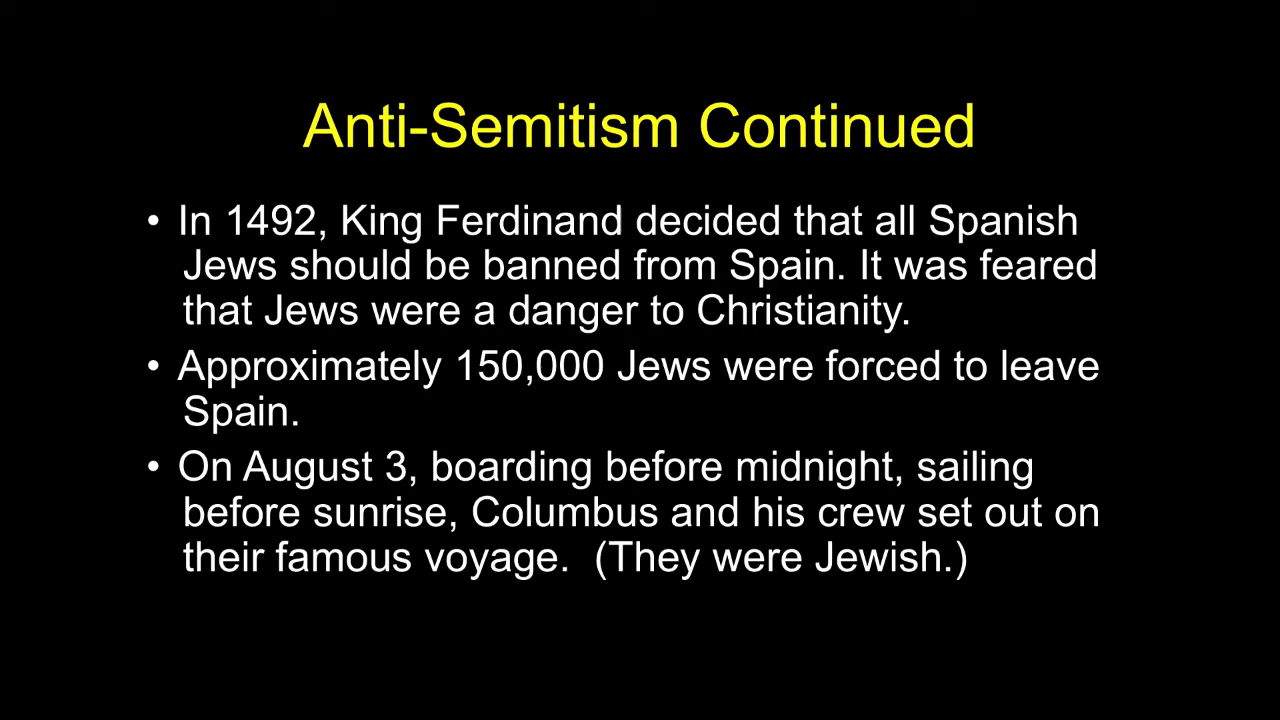 Anti-Semitism Continued
• In 1492, King Ferdinand decided that all Spanish
Jews should be banned from Spain. It was feared
that Jews were a danger to Christianity.
• Approximately 150,000 Jews were forced to leave
Spain.
• On August 3, boarding before midnight, sailing
before sunrise, Columbus and his crew set out on
their famous voyage.  (They were Jewish.)